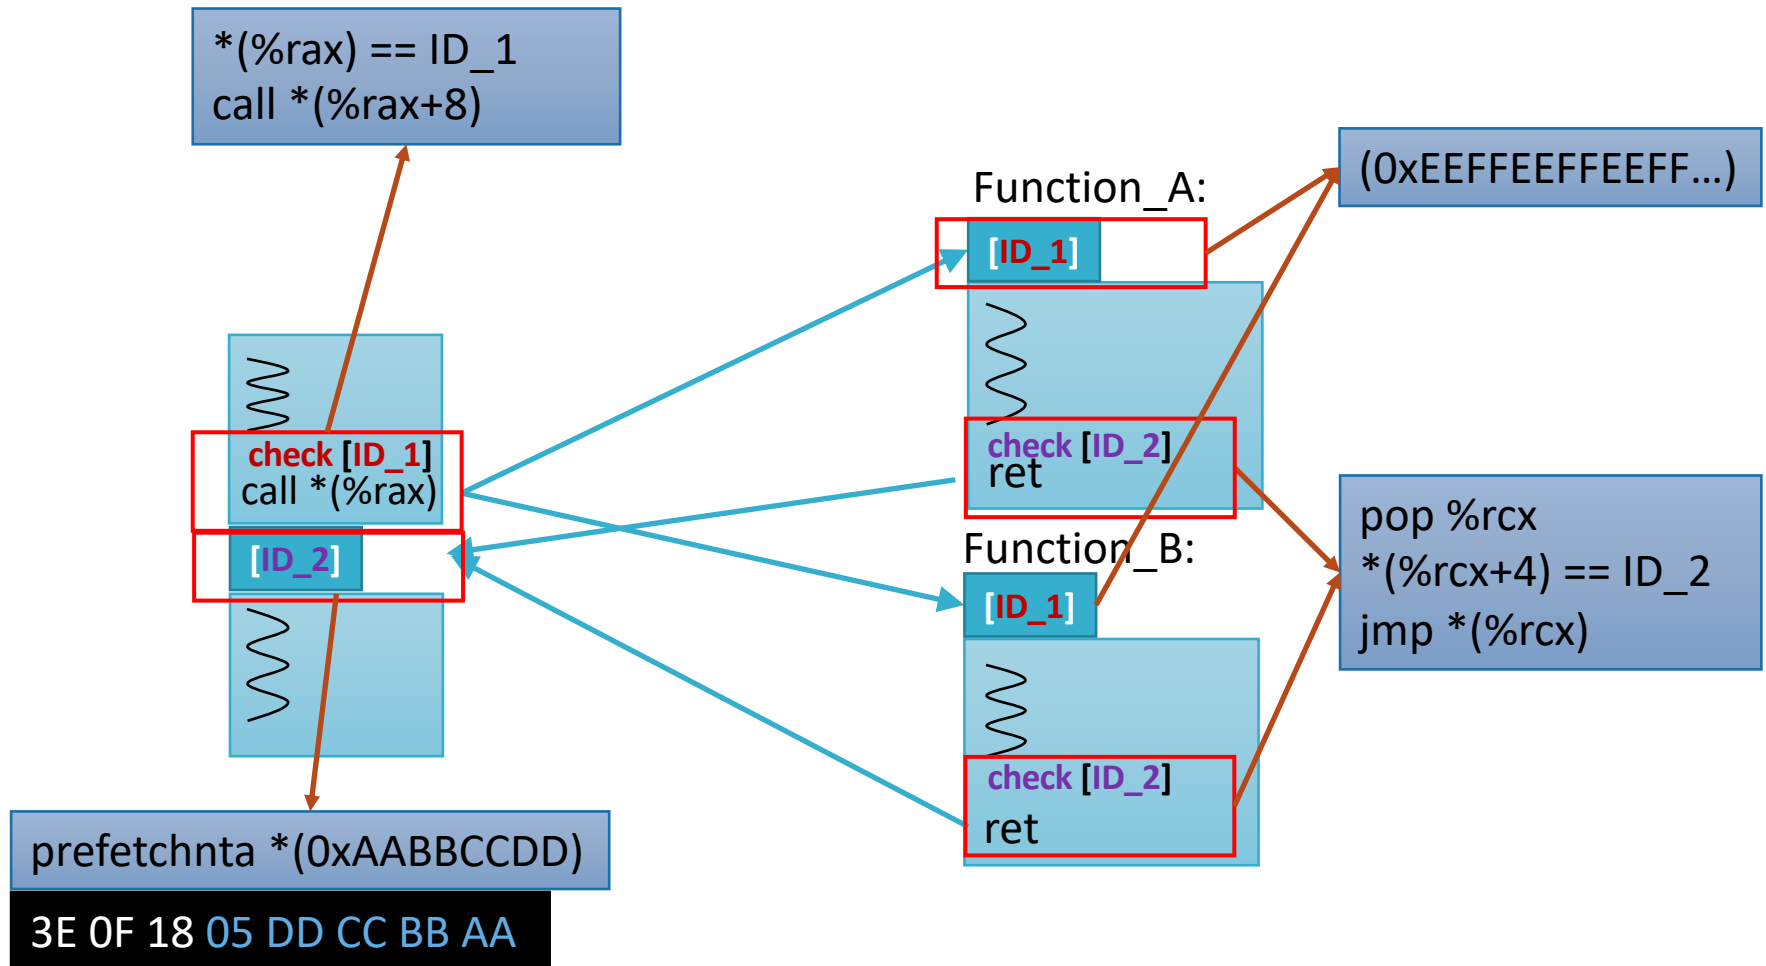 *(%rax) == ID_1
call *(%rax+8)
(0xEEFFEEFFEEFF...)
Function_A:
[ID_1]
check [ID_1]
call *(%rax)
check [ID_2]
ret
[ID_2]
Function_B:
[ID_1]
pop %rcx
*(%rcx+4) == ID_2
jmp *(%rcx)
check [ID_2]
ret
prefetchnta *(0xAABBCCDD)
3E 0F 18 05 DD CC BB AA